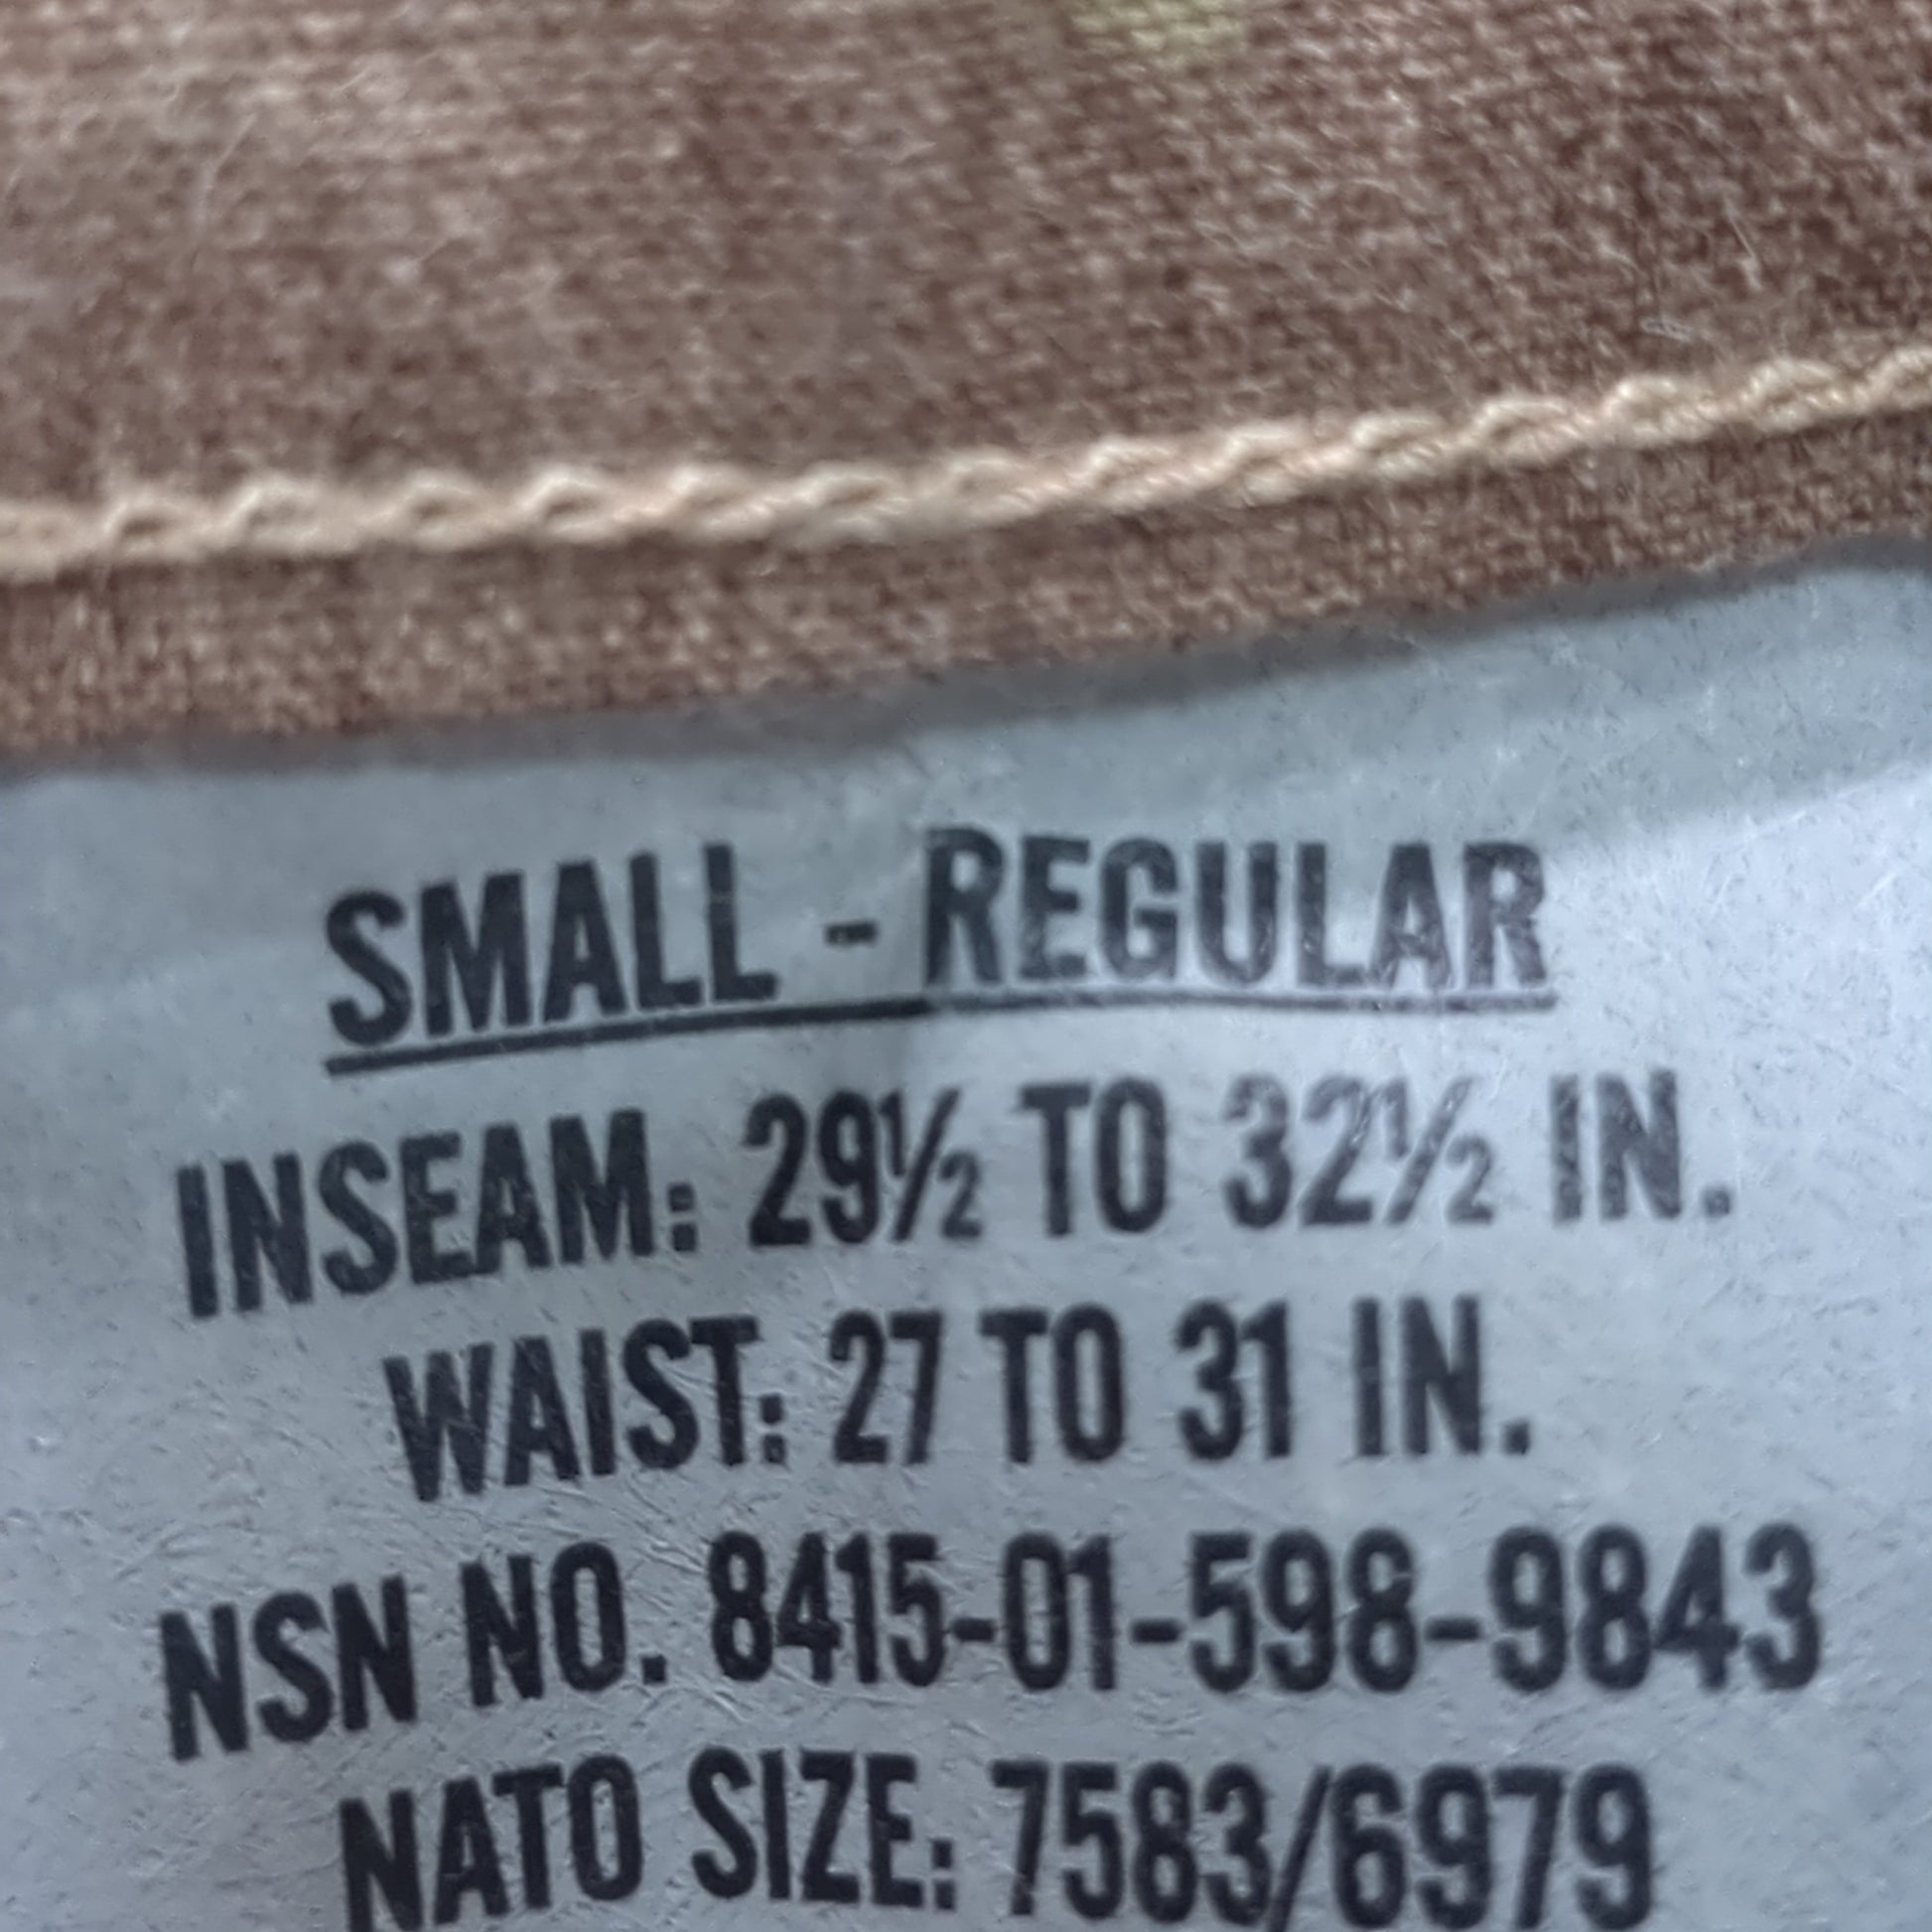 SMALL - REGULAR
INSEAM: 29½ TO 32½ IN.
WAIST: 27 TO 31 IN.
NSN NO. 8415-01-598-9843
NATO SIZE: 7583/6979